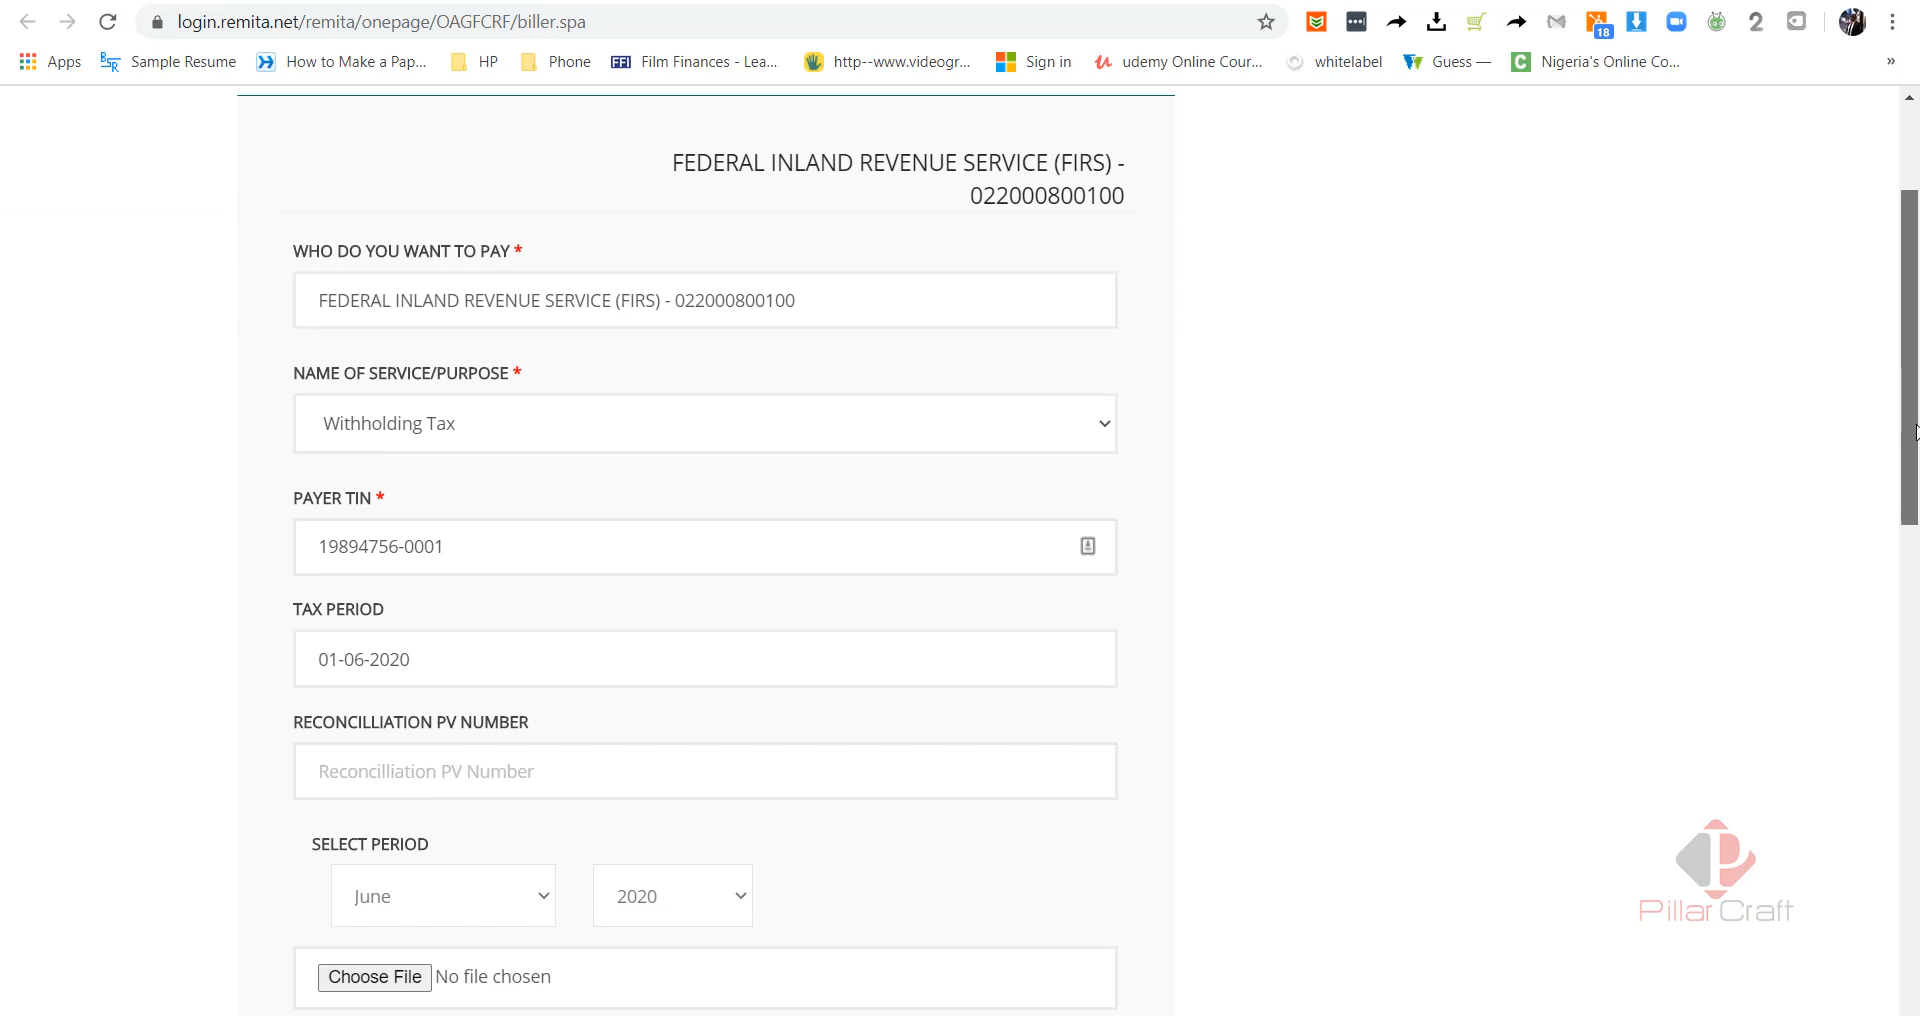 login.remita.net/remita/onepage/OAGFCRF/biller.spa
18
2
Apps
Sample Resume
How to Make a Pap...
HP
Phone
FFI
Film Finances - Lea...
http--www.videogr...
Sign in
udemy Online Cour...
whitelabel
Guess —
C
Nigeria's Online Co...
»
FEDERAL INLAND REVENUE SERVICE (FIRS) -
022000800100
WHO DO YOU WANT TO PAY *
FEDERAL INLAND REVENUE SERVICE (FIRS) - 022000800100
NAME OF SERVICE/PURPOSE *
Withholding Tax
PAYER TIN *
19894756-0001
TAX PERIOD
01-06-2020
RECONCILLIATION PV NUMBER
Reconcilliation PV Number
SELECT PERIOD
June
2020
Choose File No file chosen
Pillar Craft